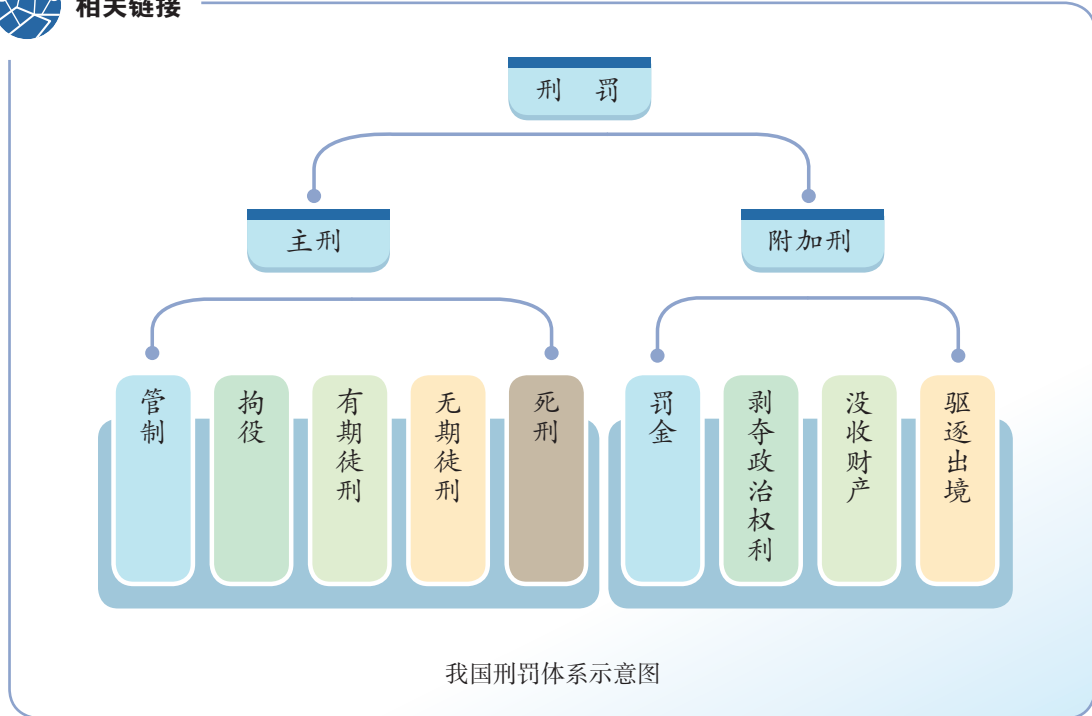 相关链接
刑 罚
主刑
附加刑
管制
拘役
有期徒刑
无期徒刑
死刑
罚金
剥夺政治权利
没收财产
驱逐出境
我国刑罚体系示意图